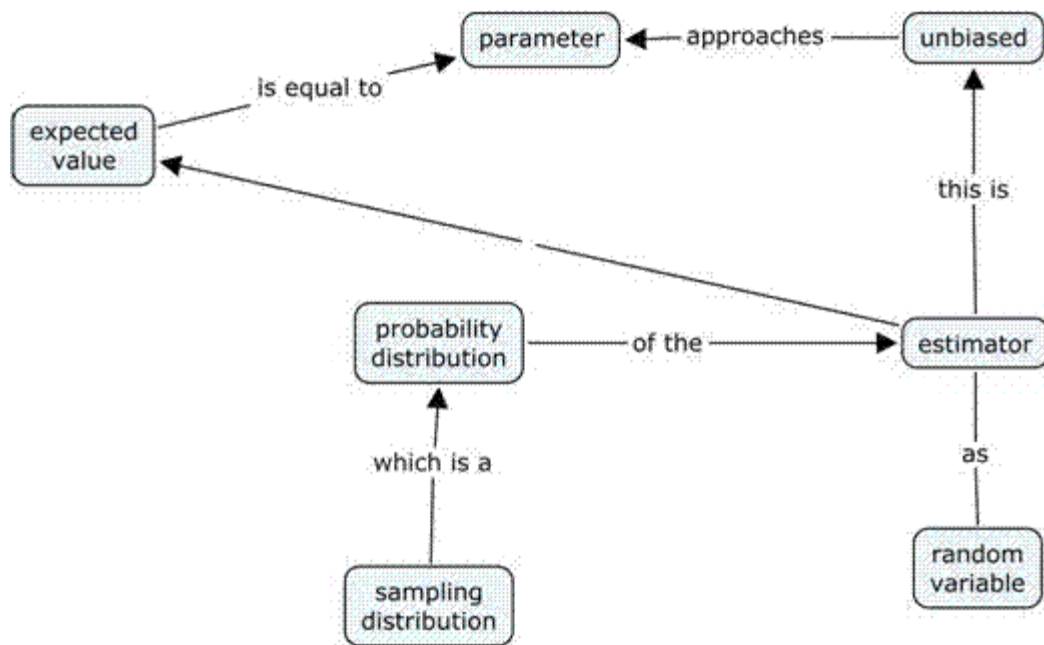 parameter
approaches
unbiased
is equal to
expected
value
this is
probability
distribution
of the
estimator
which is a
as
random
variable
sampling
distribution